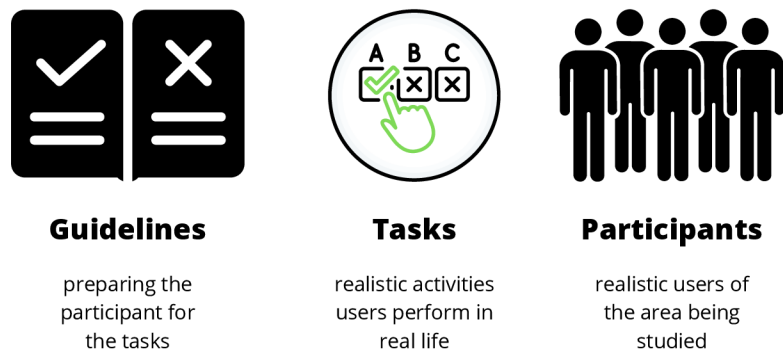 A B C
Guidelines
preparing the
participant for
the tasks
Tasks
realistic activities
users perform in
real life
Participants
realistic users of
the area being
studied